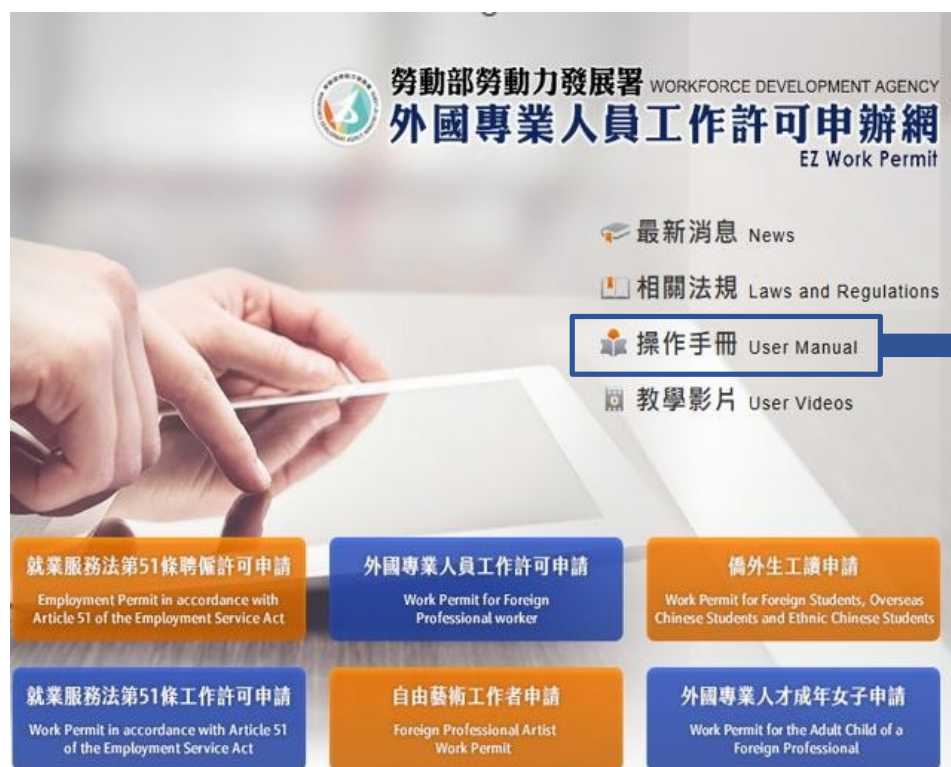 勞動部勞動力發展署 WORKFORCE DEVELOPMENT AGENCY
外國專業人員工作許可申辦網
EZ Work Permit
最新消息 News
相關法規 Laws and Regulations
操作手冊 User Manual
教學影片 User Videos
就業服務法第51條聘僱許可申請
Employment Permit in accordance with
Article 51 of the Employment Service Act
外國專業人員工作許可申請
Work Permit for Foreign
Professional worker
僑外生工讀申請
Work Permit for Foreign Students, Overseas
Chinese Students and Ethnic Chinese Students
就業服務法第51條工作許可申請
Work Permit in accordance with Article 51
of the Employment Service Act
自由藝術工作者申請
Foreign Professional Artist
Work Permit
外國專業人才成年女子申請
Work Permit for the Adult Child of a
Foreign Professional